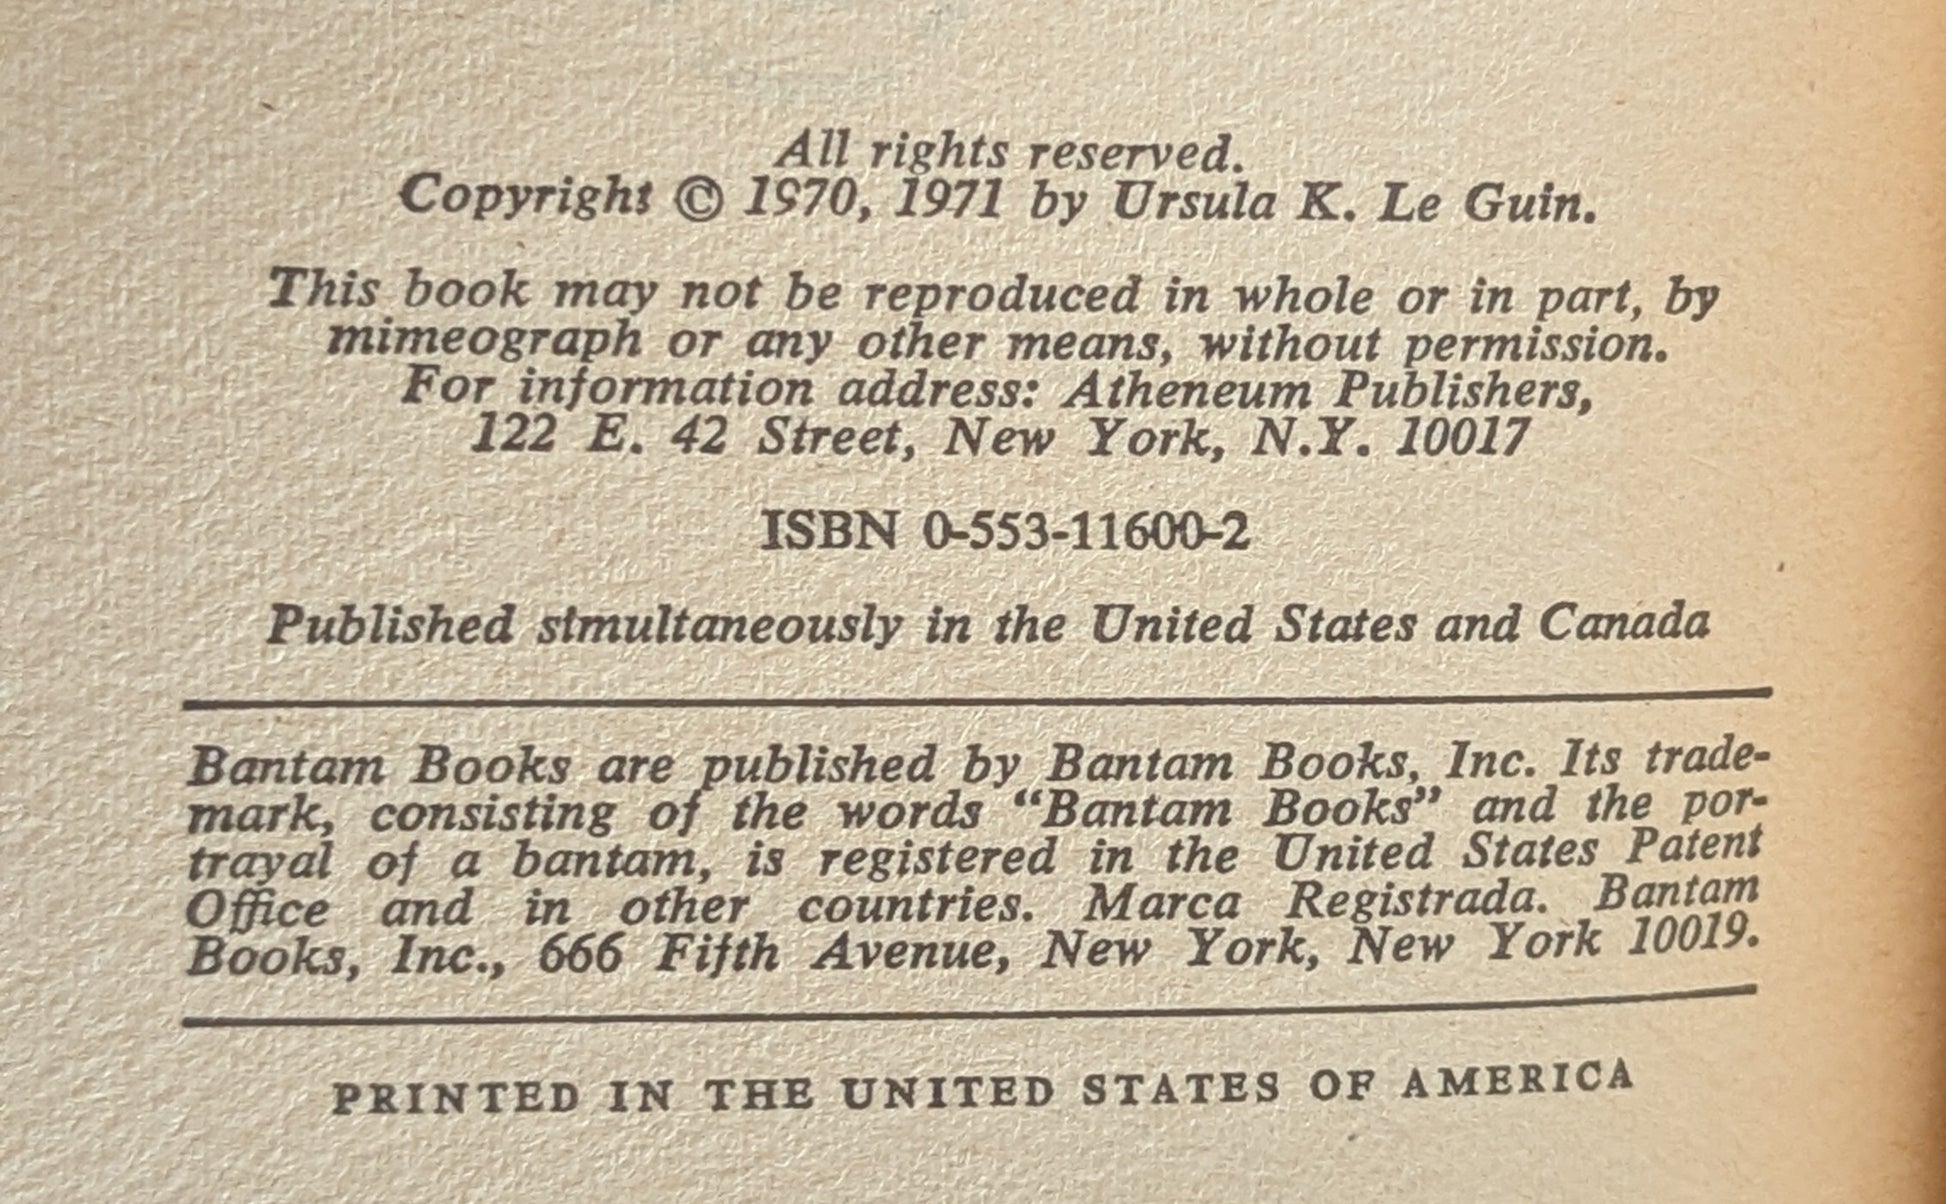 All rights reserved.
Copyright © 1970, 1971 by Ursula K. Le Guin.
This book may not be reproduced in whole or in part, by
mimeograph or any other means, without permission.
For information address: Atheneum Publishers,
122 E. 42 Street, New York, N.Y. 10017
ISBN 0-553-11600-2
Published simultaneously in the United States and Canada
Bantam Books are published by Bantam Books, Inc. Its trade-
mark, consisting of the words “Bantam Books” and the por-
trayal of a bantam, is registered in the United States Patent
Office and in other countries. Marca Registrada. Bantam
Books, Inc., 666 Fifth Avenue, New York, New York 10019.
PRINTED IN THE UNITED STATES OF AMERICA